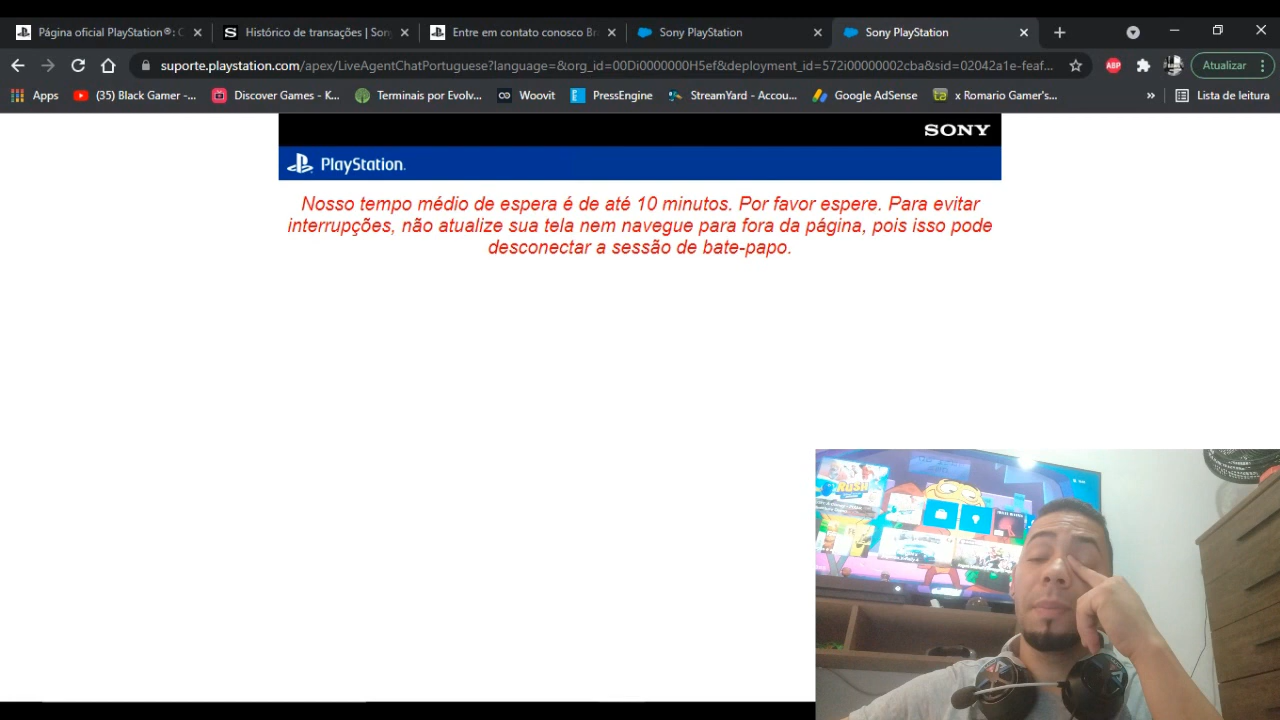 Página oficial PlayStation®: C
Histórico de transações | Son
Entre em contato conosco Br
Sony PlayStation
Sony PlayStation
suporte.playstation.com/apex/LiveAgentChatPortuguese?language=&org_id=00Di0000000H5ef&deployment_id=572i00000002cba&sid=02042a1e-feaf...
ABP
Atualizar
Apps
(35) Black Gamer -...
Discover Games - K...
Terminais por Evolv...
Woovit
PressEngine
StreamYard - Accou...
Google AdSense
x Romario Gamer's...
»
Lista de leitura
SONY
PlayStation.
Nosso tempo médio de espera é de até 10 minutos. Por favor espere. Para evitar
interrupções, não atualize sua tela nem navegue para fora da página, pois isso pode
desconectar a sessão de bate-papo.
RUSH